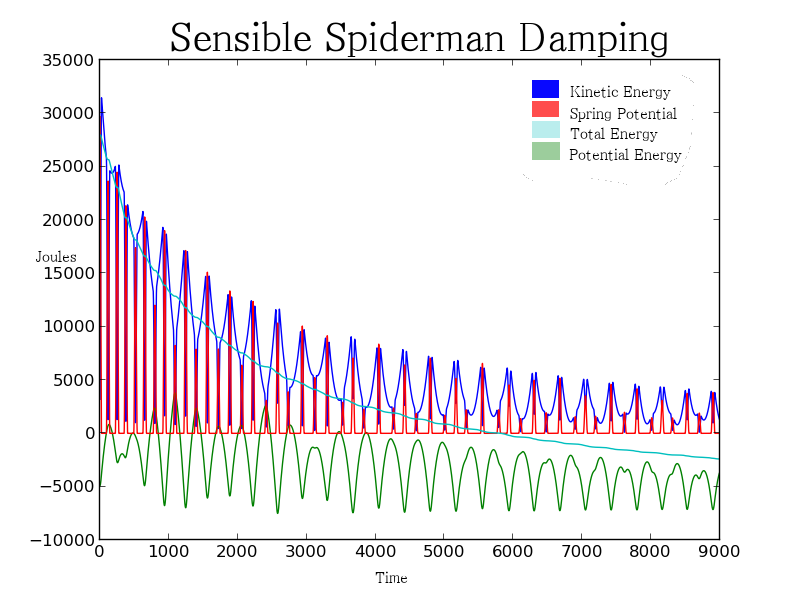 Sensible Spiderman Damping
35000
30000
25000
20000
15000
10000
5000
0
−5000
−10000
Joules
Kinetic Energy
Spring Potential
Total Energy
Potential Energy
0 1000 2000 3000 4000 5000 6000 7000 8000 9000
Time